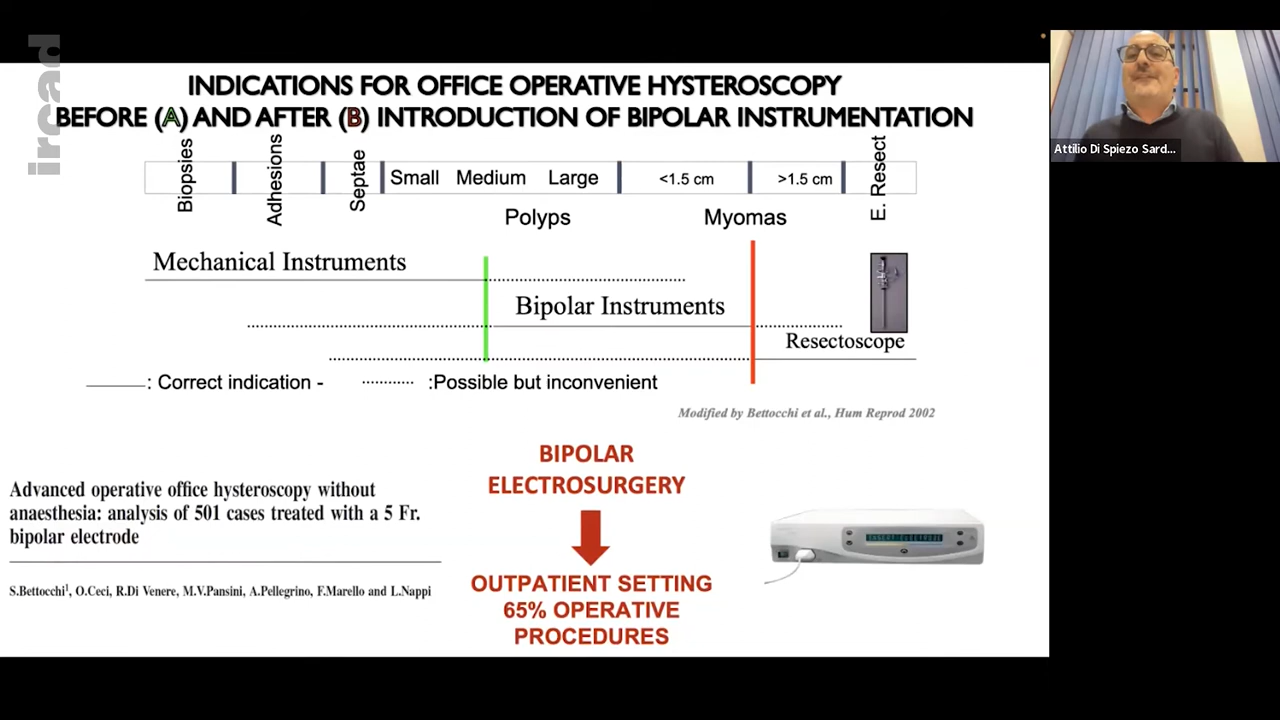 ircad
INDICATIONS FOR OFFICE OPERATIVE HYSTEROSCOPY
BEFORE (A) AND AFTER (B) INTRODUCTION OF BIPOLAR INSTRUMENTATION
Attilio Di Spiezo Sard...
Biopsies
Adhesions
Septae
Small Medium Large
<1.5 cm
>1.5 cm
E. Resect
Polyps
Myomas
Mechanical Instruments
Bipolar Instruments
Resectoscope
: Correct indication -
:Possible but inconvenient
Modified by Bettocchi et al., Hum Reprod 2002
BIPOLAR
ELECTROSURGERY
Advanced operative office hysteroscopy without
anaesthesia: analysis of 501 cases treated with a 5 Fr.
bipolar electrode
INSERT ELECTRODE
S.Bettocchi¹, O.Ceci, R.Di Venere, M.V.Pansini, A.Pellegrino, F.Marello and L.Nappi
OUTPATIENT SETTING
65% OPERATIVE
PROCEDURES